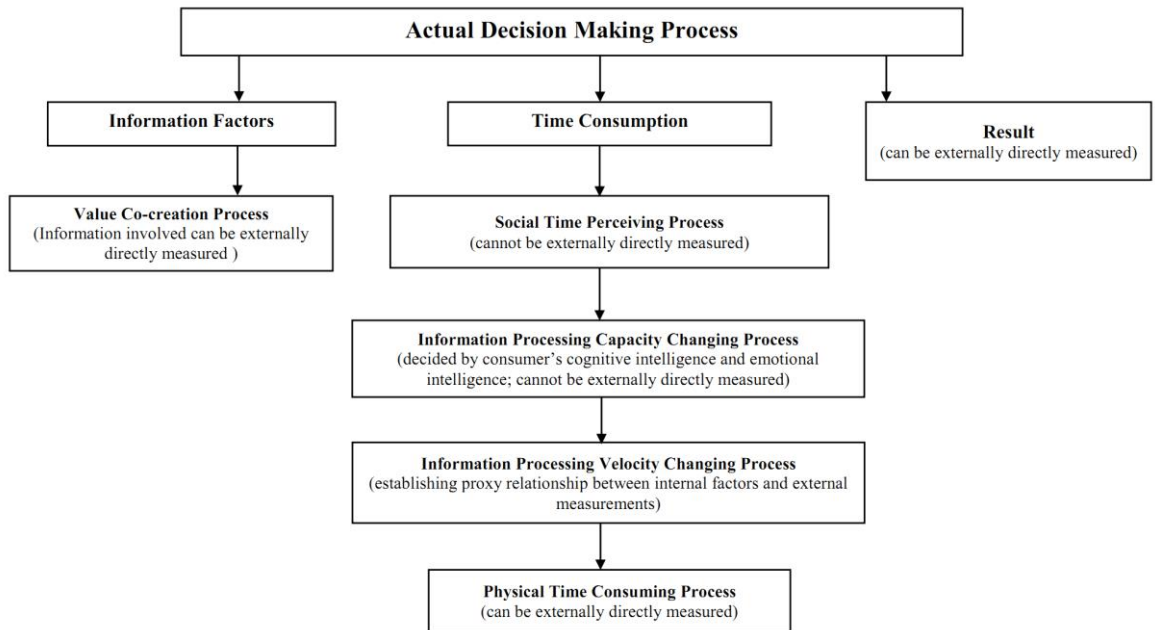 Actual Decision Making Process
Information Factors
Time Consumption
Result
(can be externally directly measured)
Value Co-creation Process
(Information involved can be externally
directly measured )
Social Time Perceiving Process
(cannot be externally directly measured)
Information Processing Capacity Changing Process
(decided by consumer’s cognitive intelligence and emotional
intelligence; cannot be externally directly measured)
Information Processing Velocity Changing Process
(establishing proxy relationship between internal factors and external
measurements)
Physical Time Consuming Process
(can be externally directly measured)